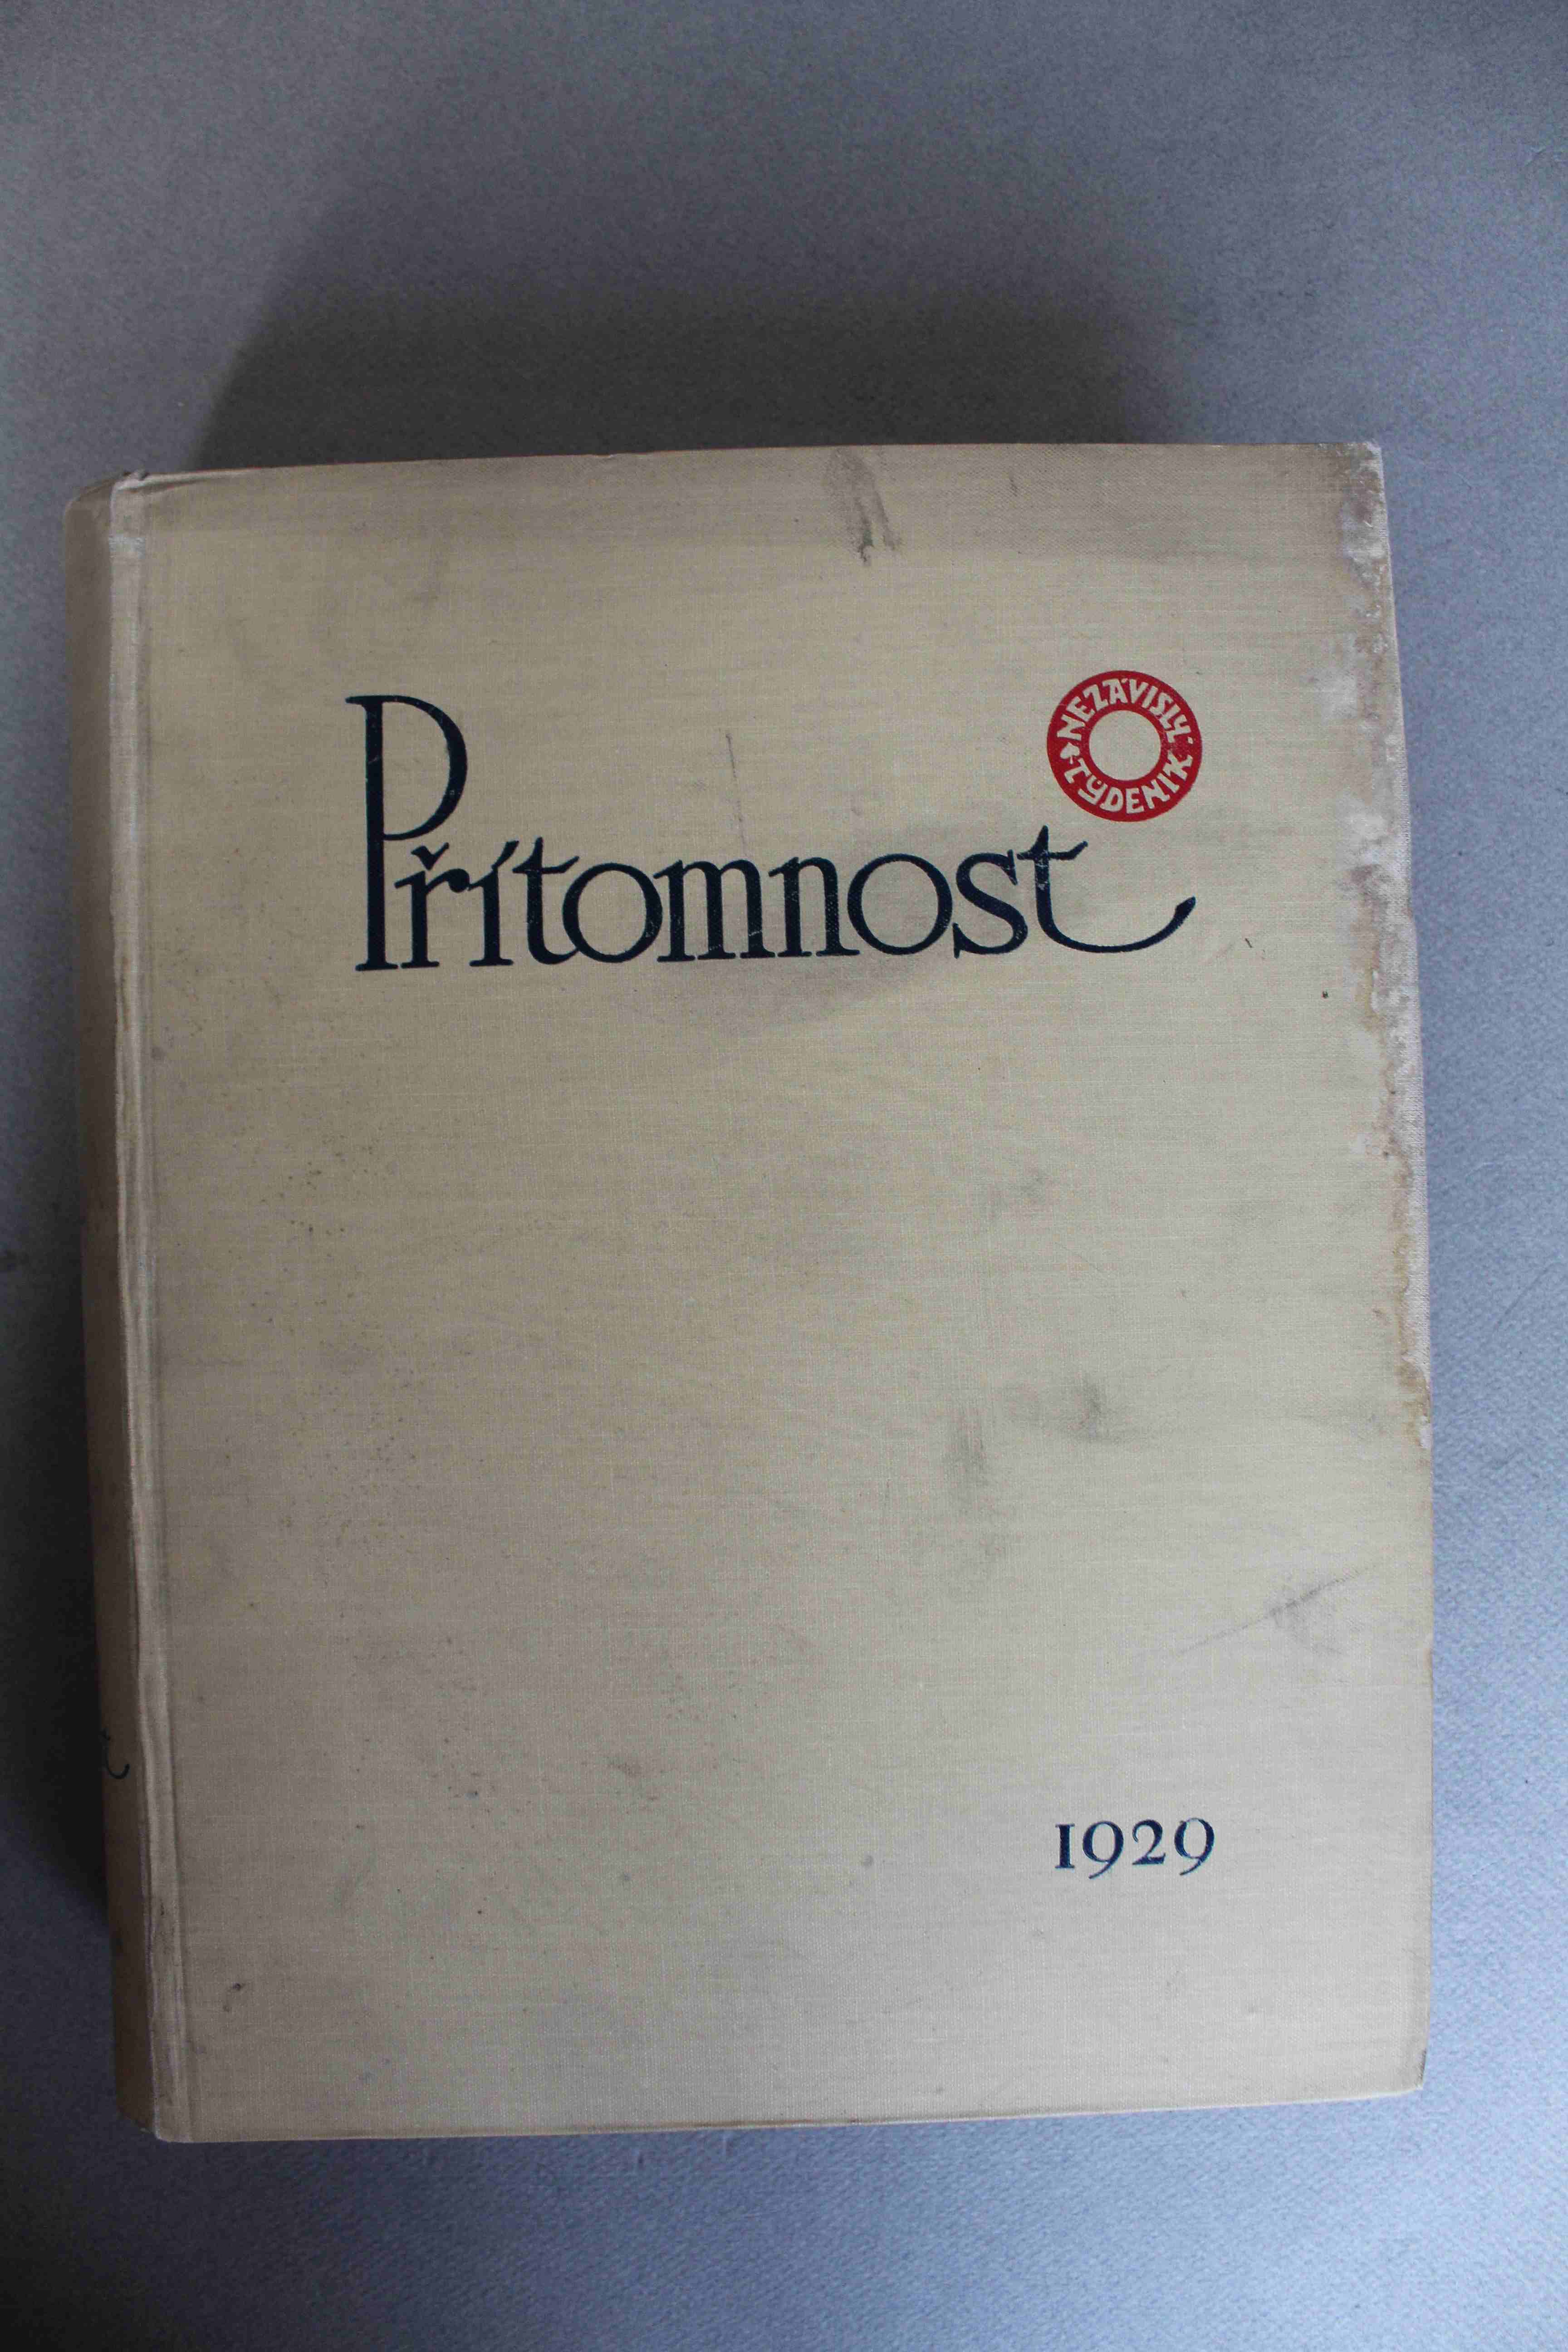 NEZÁVISLÝ
TÝDENÍK
Přítomnost
1929